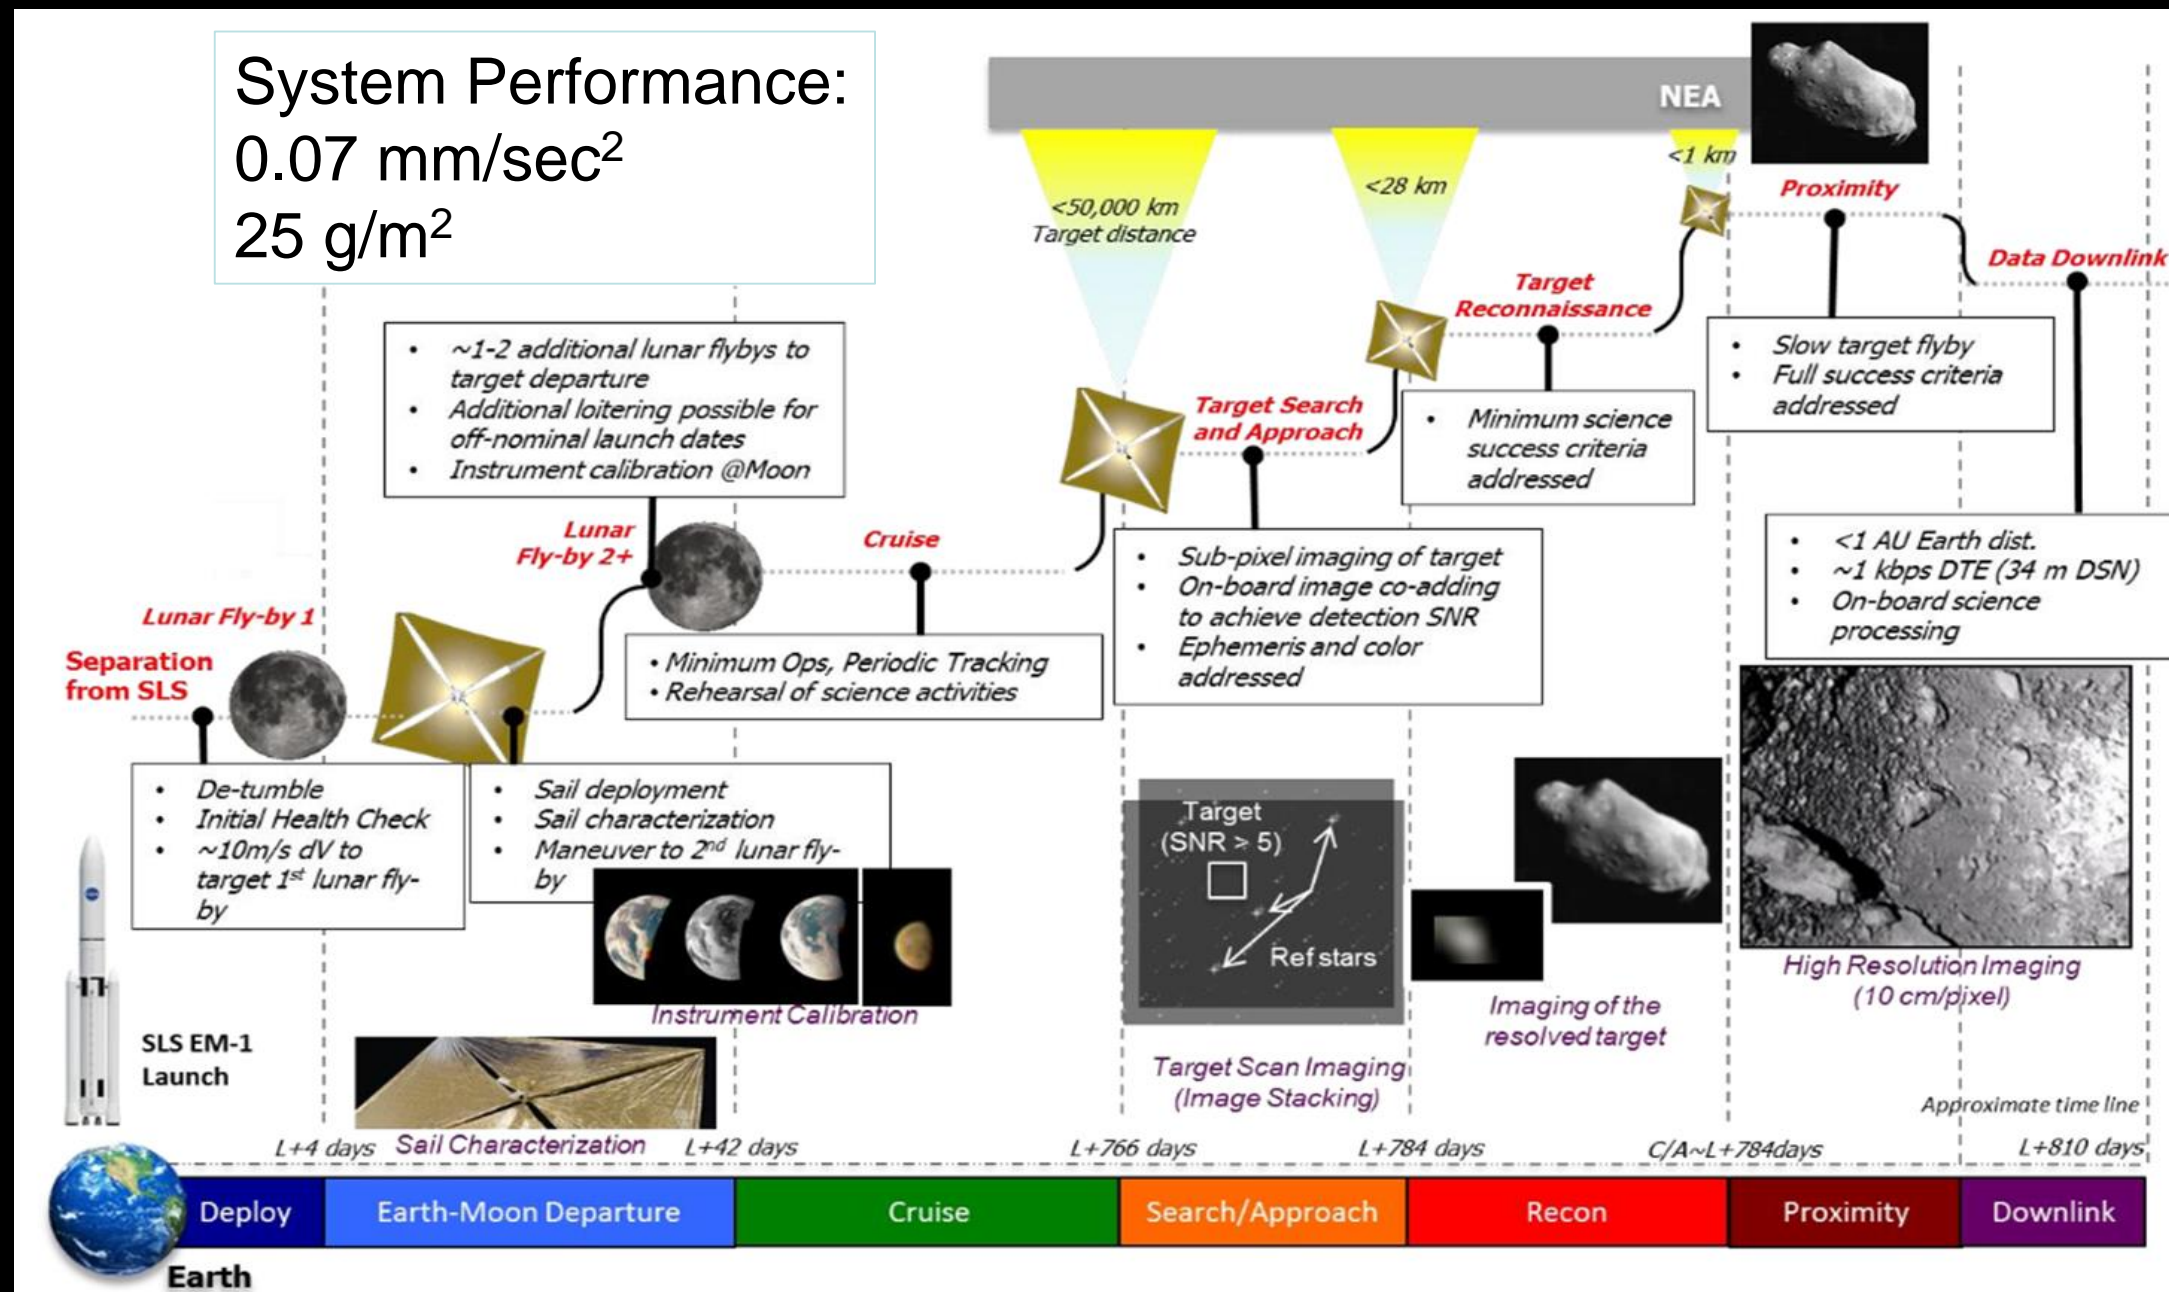 System Performance:
0.07 mm/sec²
25 g/m²
NEA
<50,000 km
Target distance
<28 km
<1 km
Proximity
Data Downlink
Target
Reconnaissance
• ~1-2 additional lunar flybys to
target departure
• Additional loitering possible for
off-nominal launch dates
• Instrument calibration @Moon
• Slow target flyby
• Full success criteria
addressed
Target Search
and Approach
• Minimum science
success criteria
addressed
Lunar
Fly-by 2+
Cruise
• Sub-pixel imaging of target
• On-board image co-adding
to achieve detection SNR
• Ephemeris and color
addressed
• <1 AU Earth dist.
• ~1 kbps DTE (34 m DSN)
• On-board science
processing
Lunar Fly-by 1
Separation
from SLS
• Minimum Ops, Periodic Tracking
• Rehearsal of science activities
• De-tumble
• Initial Health Check
• ~10m/s dV to
target 1st lunar fly-
by
• Sail deployment
• Sail characterization
• Maneuver to 2nd lunar fly-
by
Target
(SNR > 5)
Ref stars
Instrument Calibration
High Resolution Imaging
(10 cm/pixel)
Imaging of the
resolved target
SLS EM-1
Launch
Target Scan Imaging
(Image Stacking)
Approximate time line
L+4 days
Sail Characterization
L+42 days
L+766 days
L+784 days
C/A~L+784days
L+810 days
Deploy
Earth-Moon Departure
Cruise
Search/Approach
Recon
Proximity
Downlink
Earth